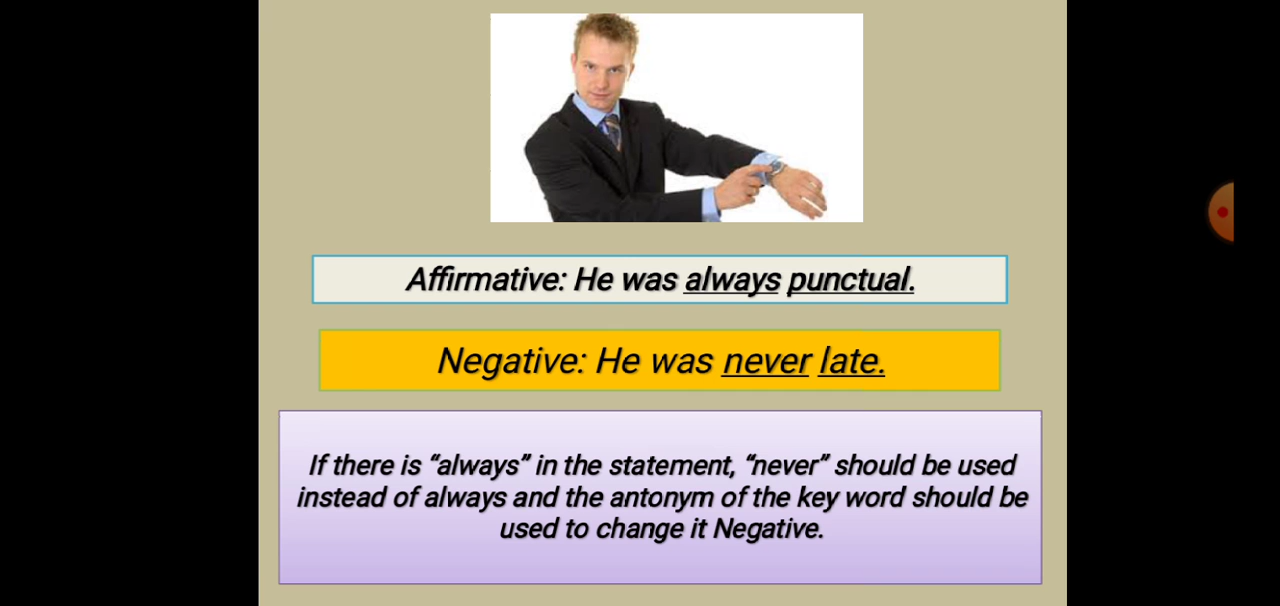 Affirmative: He was always punctual.
Negative: He was never late.
If there is “always” in the statement, “never” should be used
instead of always and the antonym of the key word should be
used to change it Negative.